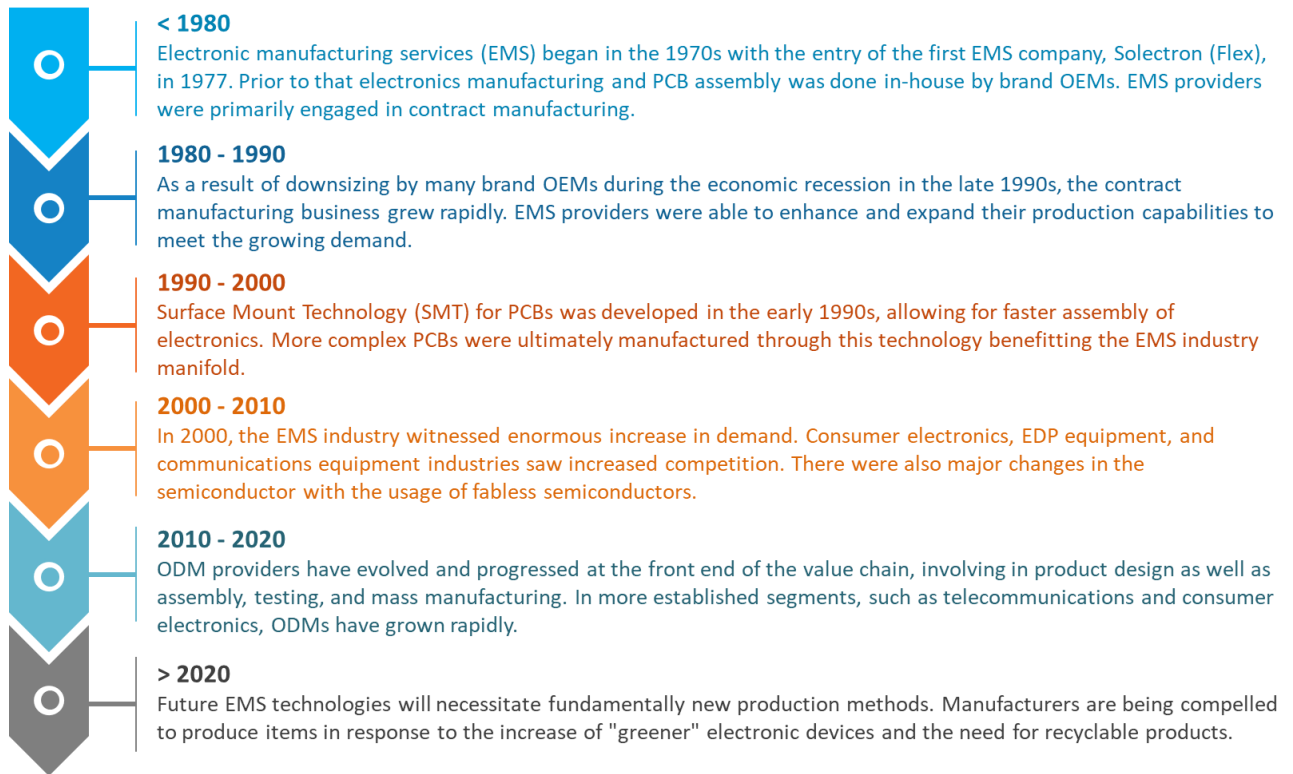 < 1980
Electronic manufacturing services (EMS) began in the 1970s with the entry of the first EMS company, Solectron (Flex),
in 1977. Prior to that electronics manufacturing and PCB assembly was done in-house by brand OEMs. EMS providers
were primarily engaged in contract manufacturing.
1980 - 1990
As a result of downsizing by many brand OEMs during the economic recession in the late 1990s, the contract
manufacturing business grew rapidly. EMS providers were able to enhance and expand their production capabilities to
meet the growing demand.
1990 - 2000
Surface Mount Technology (SMT) for PCBs was developed in the early 1990s, allowing for faster assembly of
electronics. More complex PCBs were ultimately manufactured through this technology benefitting the EMS industry
manifold.
2000 - 2010
In 2000, the EMS industry witnessed enormous increase in demand. Consumer electronics, EDP equipment, and
communications equipment industries saw increased competition. There were also major changes in the
semiconductor with the usage of fabless semiconductors.
2010 - 2020
ODM providers have evolved and progressed at the front end of the value chain, involving in product design as well as
assembly, testing, and mass manufacturing. In more established segments, such as telecommunications and consumer
electronics, ODMs have grown rapidly.
> 2020
Future EMS technologies will necessitate fundamentally new production methods. Manufacturers are being compelled
to produce items in response to the increase of "greener" electronic devices and the need for recyclable products.